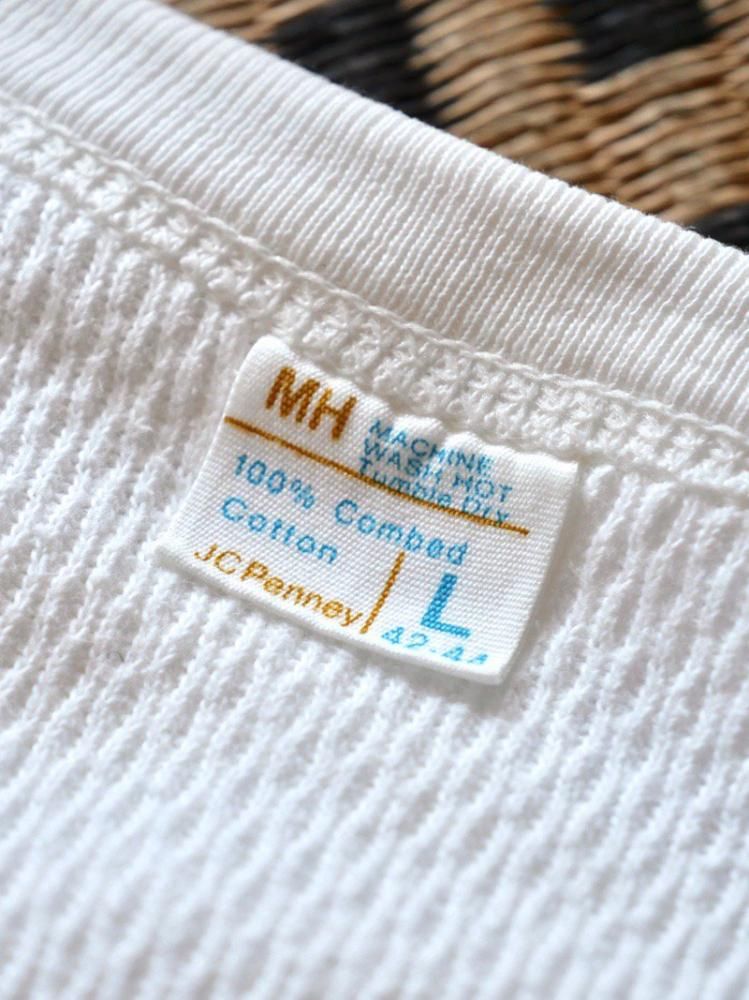 MH
MACHINE
WASH HOT
Tumble Dry
100% Combed
Cotton
JCPenney
L
42-44